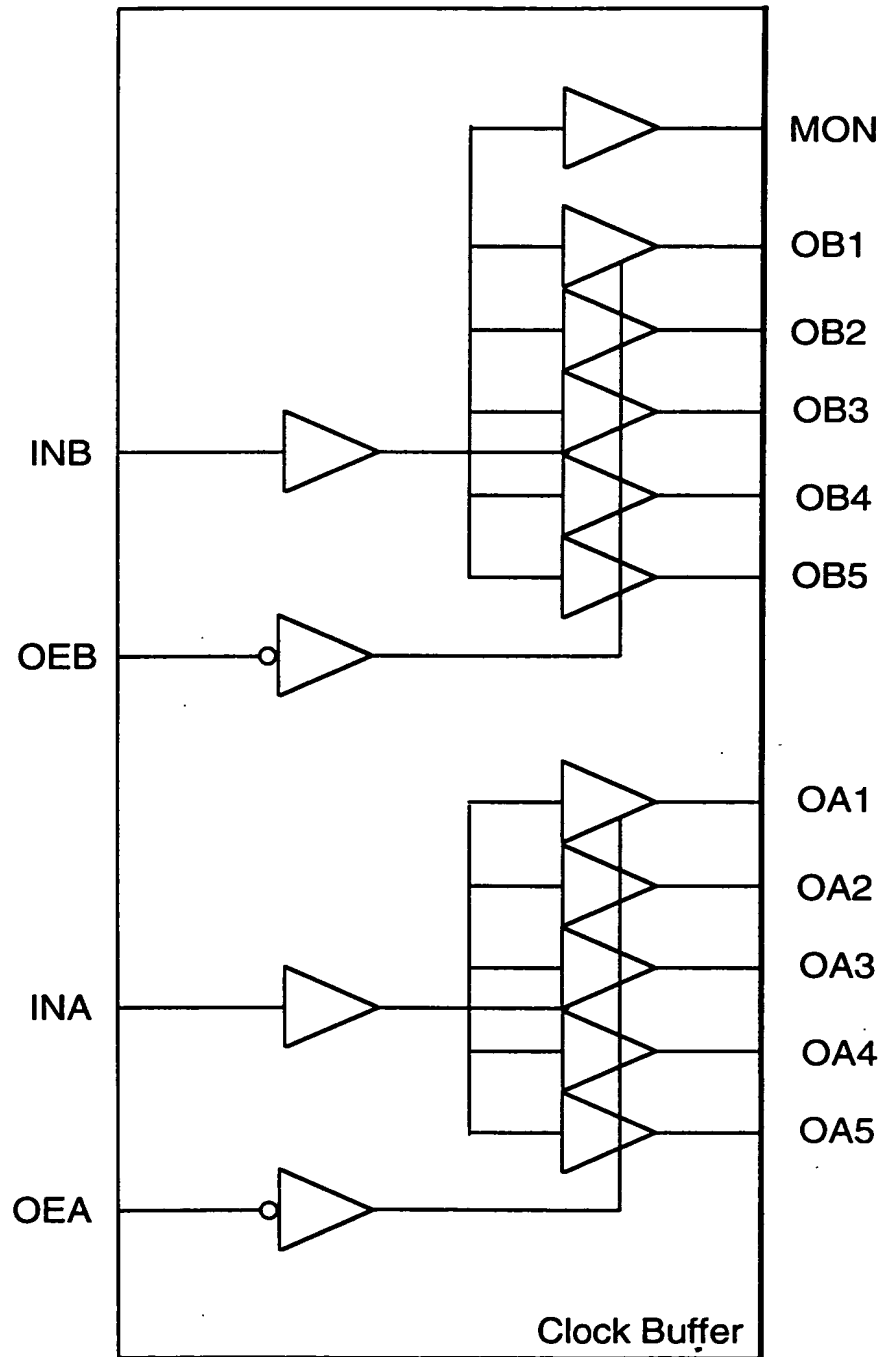 MON
OB1
OB2
OB3
INB
OB4
OB5
OEB
OA1
OA2
OA3
INA
OA4
OA5
OEA
Clock Buffer